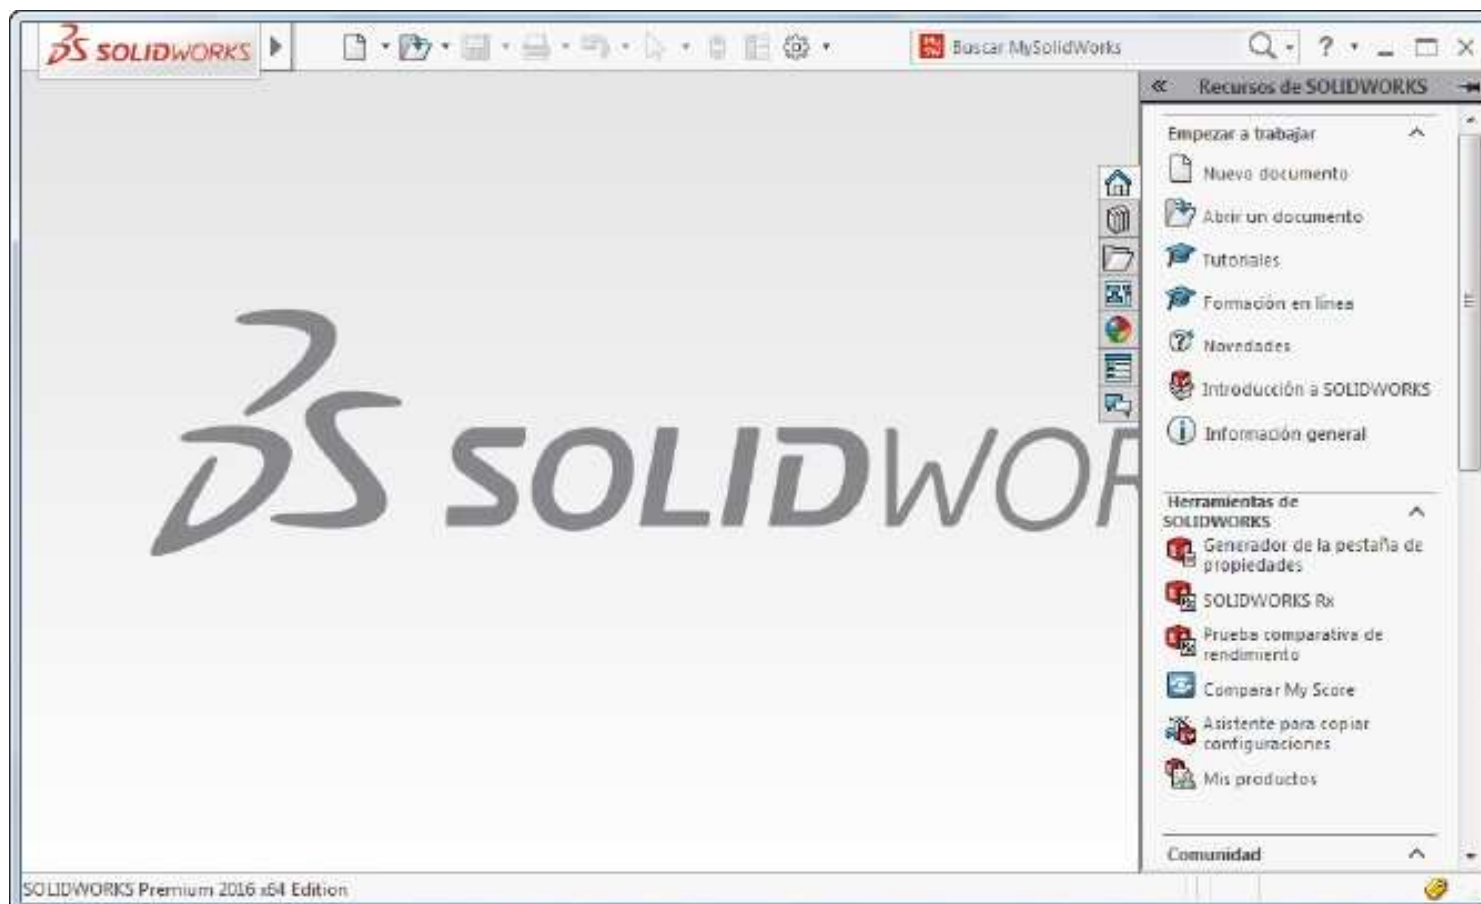 SOLIDWORKS
Buscar MySolidWorks
?
Recursos de SOLIDWORKS
Empezar a trabajar
Nuevo documento
Abrir un documento
Tutoriales
Formación en línea
Novedades
Introducción a SOLIDWORKS
Información general
SOLIDWOR
Herramientas de
SOLIDWORKS
Generador de la pestaña de
propiedades
SOLIDWORKS Rx
Prueba comparativa de
rendimiento
Comparar My Score
Asistente para copiar
configuraciones
Mis productos
Comunidad
SOLIDWORKS Premium 2016 x64 Edition